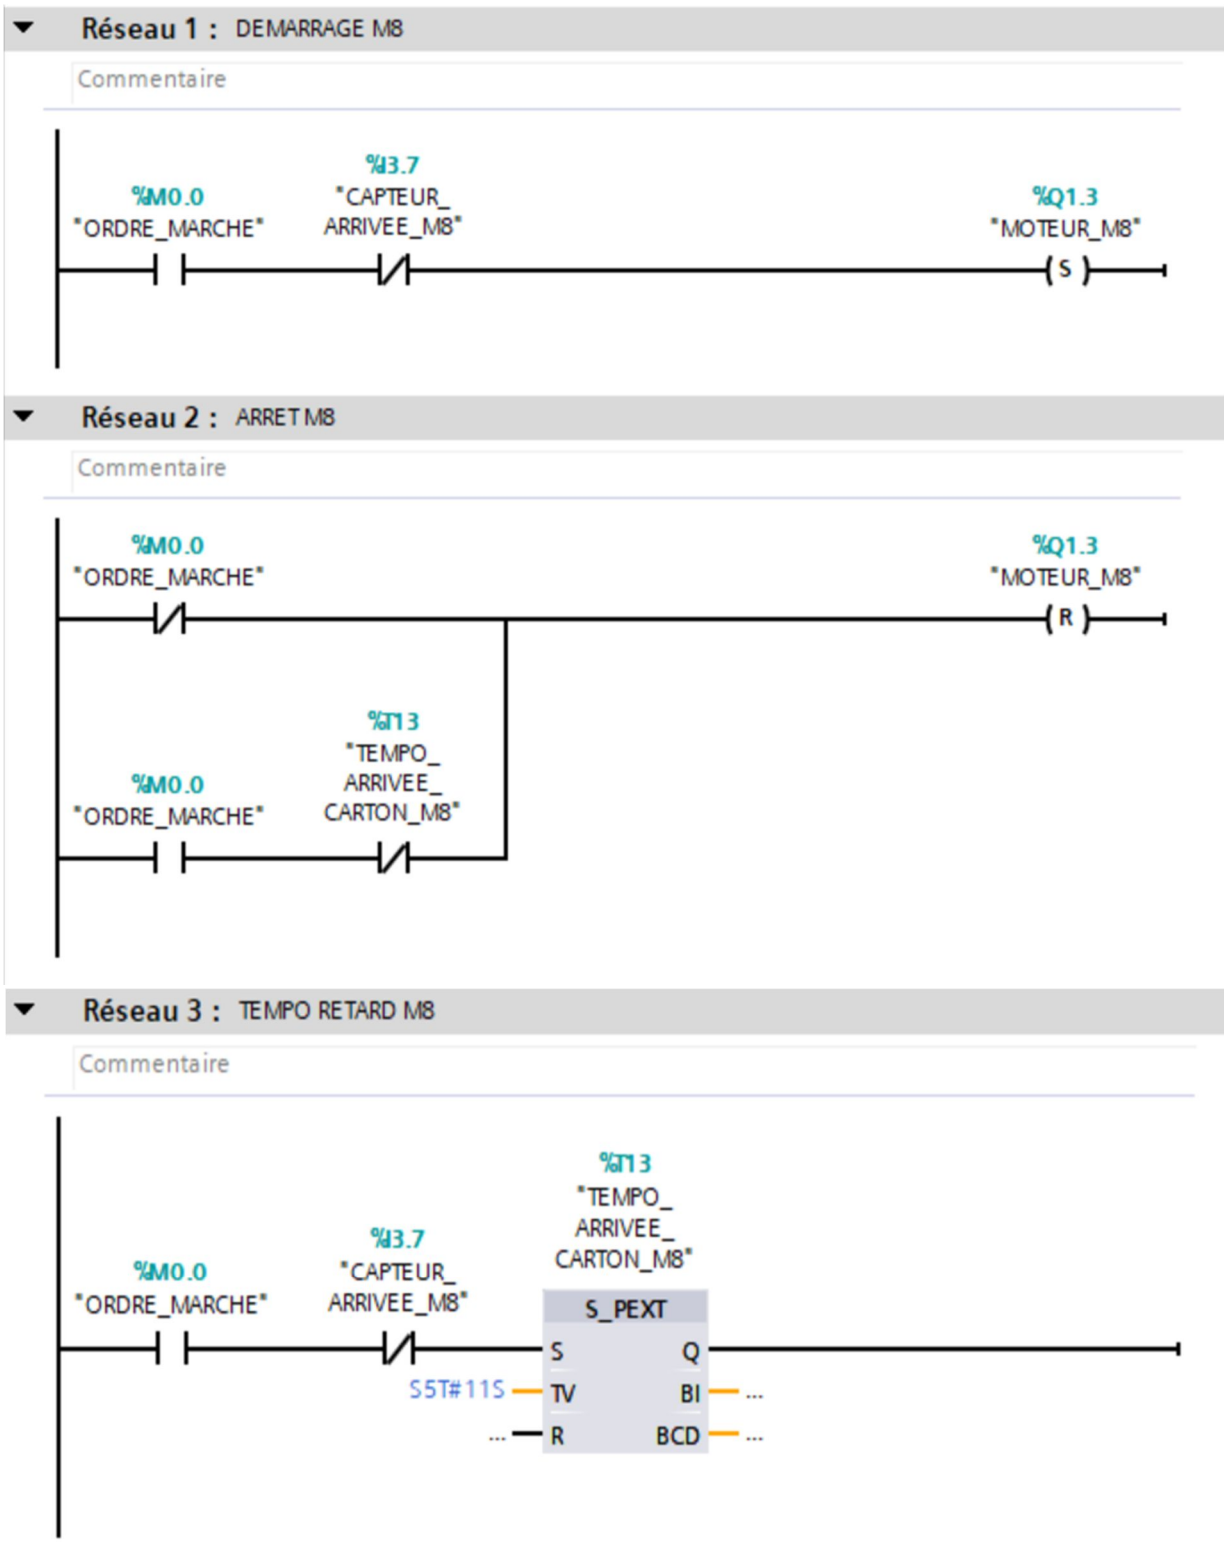 Réseau 1 : DEMARRAGE M8
Commentaire
%I3.7
%M0.0 "CAPTEUR_ %Q1.3
"ORDRE_MARCHE" ARRIVEE_M8" "MOTEUR_M8"
( S )
Réseau 2 : ARRET M8
Commentaire
%M0.0 %Q1.3
"ORDRE_MARCHE" "MOTEUR_M8"
( R )
%T13
"TEMPO_
%M0.0 ARRIVEE_
"ORDRE_MARCHE" CARTON_M8"
Réseau 3 : TEMPO RETARD M8
Commentaire
%T13
"TEMPO_
%I3.7 ARRIVEE_
%M0.0 "CAPTEUR_ CARTON_M8"
"ORDRE_MARCHE" ARRIVEE_M8" S_PEXT
S Q
S5T#11S TV BI ...
... R BCD ...